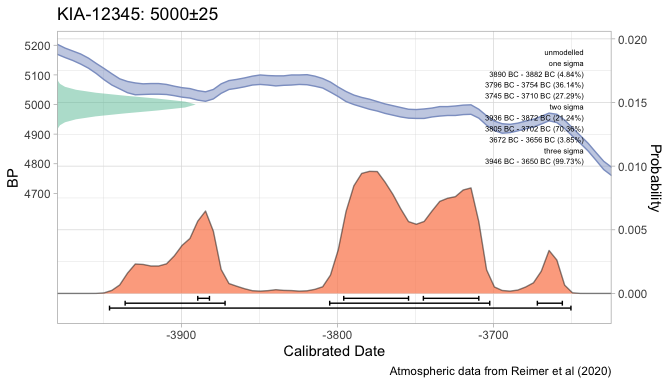 KIA-12345: 5000±25
5200
5100
5000
4900
4800
4700
BP
unmodelled
one sigma
3890 BC - 3882 BC (4.84%)
3796 BC - 3754 BC (36.14%)
3745 BC - 3710 BC (27.29%)
two sigma
3936 BC - 3872 BC (21.24%)
3805 BC - 3702 BC (70.36%)
3672 BC - 3656 BC (3.85%)
three sigma
3946 BC - 3650 BC (99.73%)
0.020
0.015
0.010
0.005
0.000
Probability
-3900
-3800
-3700
Calibrated Date
Atmospheric data from Reimer et al (2020)